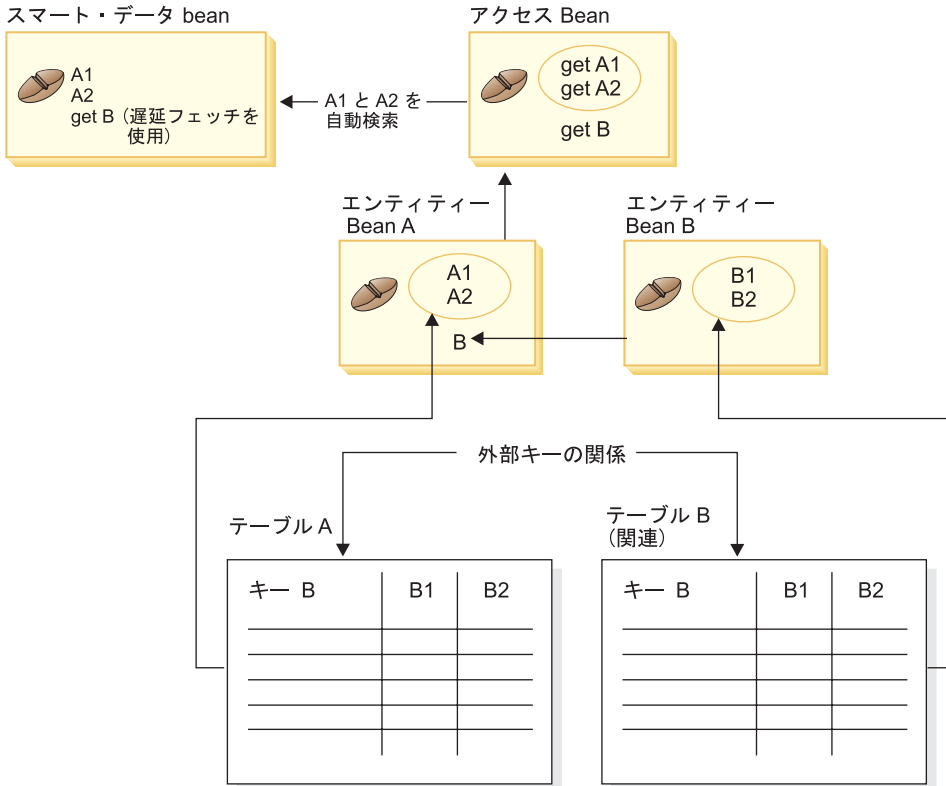 スマート・データ bean
A1
A2
get B（遅延フェッチを
使用）
A1 と A2 を
自動検索
アクセス Bean
get A1
get A2
get B
エンティティー
Bean A
A1
A2
B
エンティティー
Bean B
B1
B2
外部キーの関係
テーブル A
キー B B1 B2
テーブル B
（関連）
キー B B1 B2